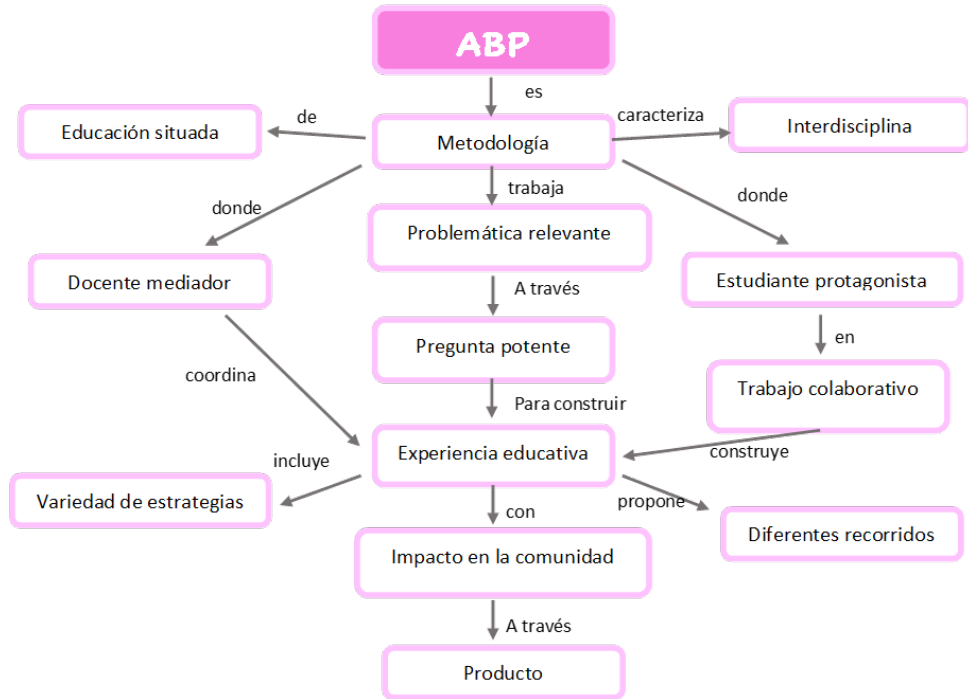 ABP
es
de
caracteriza
Educación situada
Metodología
Interdisciplina
donde
trabaja
donde
Problemática relevante
Docente mediador
A través
Estudiante protagonista
Pregunta potente
en
coordina
Para construir
Trabajo colaborativo
Experiencia educativa
incluye
construye
Variedad de estrategias
con
propone
Diferentes recorridos
Impacto en la comunidad
A través
Producto